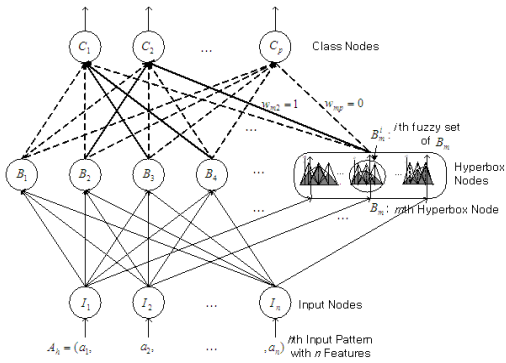 C₁ C₂ ... Cₚ Class Nodes
wₘ₂ = 1 wₘₚ = 0
...
Bₘⁱ : ith fuzzy set
of Bₘ
B₁ B₂ B₃ B₄ ... ... ... Hyperbox
Nodes
... ... Bₘ : mth Hyperbox Node
I₁ I₂ ... Iₙ Input Nodes
Aₕ = (a₁, a₂, ... , aₙ) hth Input Pattern
with n Features